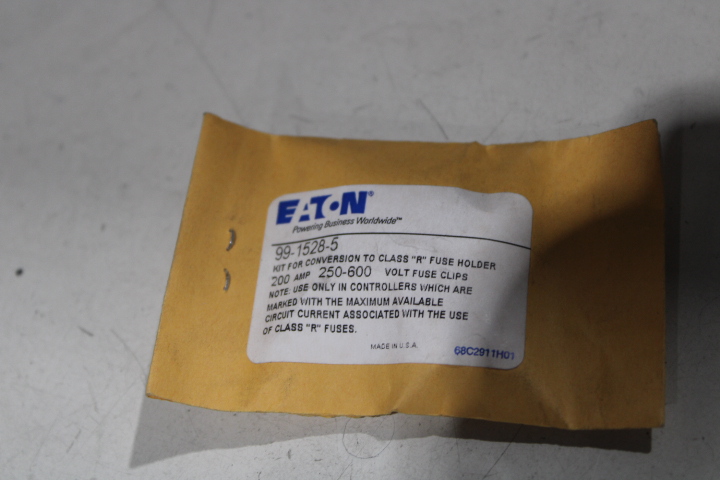 EATON®
Powering Business Worldwide™
99-1528-5
KIT FOR CONVERSION TO CLASS "R" FUSE HOLDER
200 AMP 250-600 VOLT FUSE CLIPS
NOTE: USE ONLY IN CONTROLLERS WHICH ARE
MARKED WITH THE MAXIMUM AVAILABLE
CIRCUIT CURRENT ASSOCIATED WITH THE USE
OF CLASS "R" FUSES.
MADE IN U.S.A.
68C2911H01